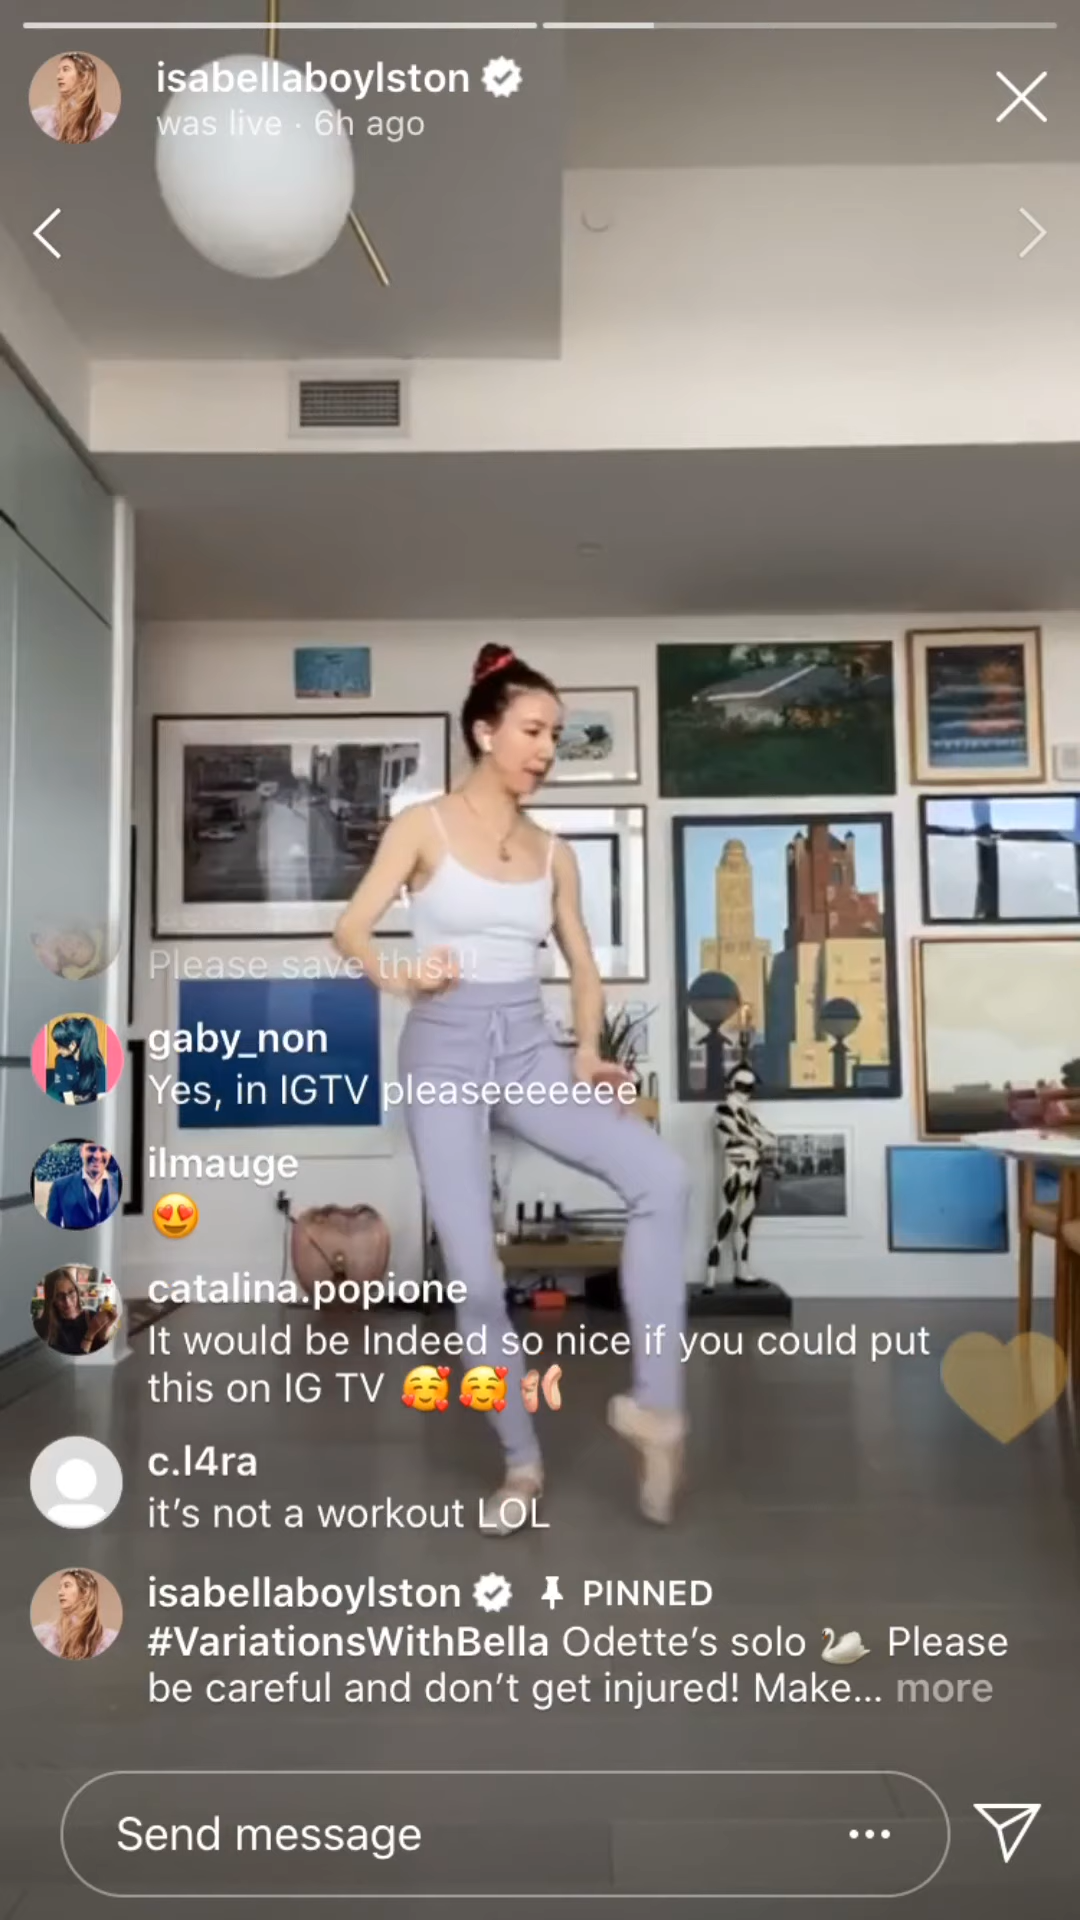 isabellaboylston
was live · 6h ago
Please save this!!!
gaby_non
Yes, in IGTV pleaseeeeeee
ilmauge
😍
catalina.popione
It would be Indeed so nice if you could put
this on IG TV 🥰🥰🩰
c.l4ra
it's not a workout LOL
isabellaboylston PINNED
#VariationsWithBella Odette's solo 🦢 Please
be careful and don't get injured! Make... more
Send message